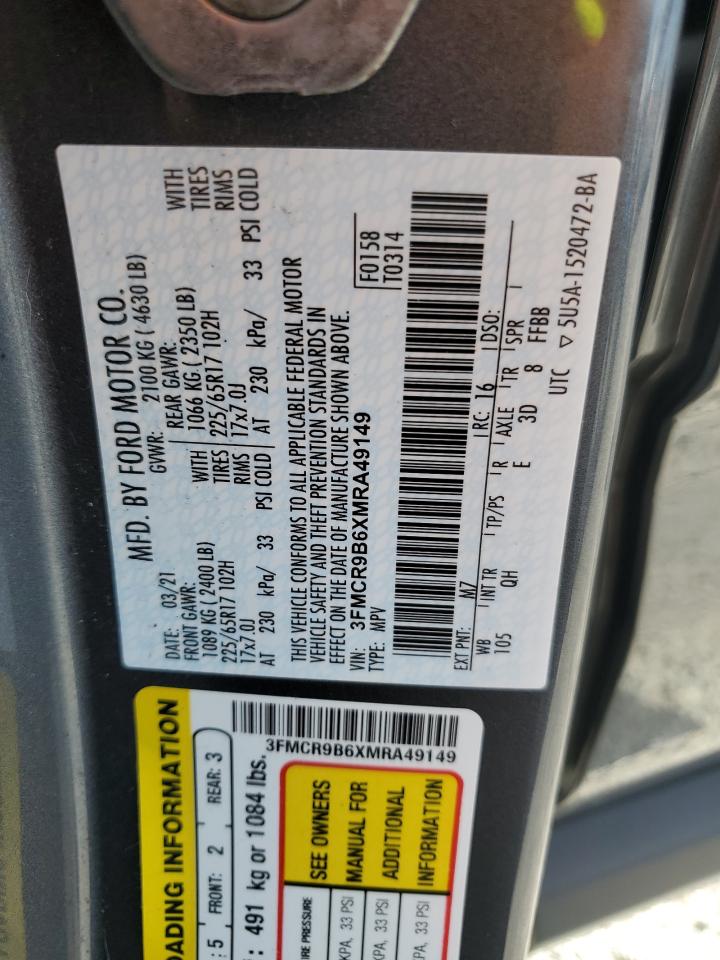 MFD. BY FORD MOTOR CO.
DATE: 03/21 GVWR: 2100 KG ( 4630 LB)
FRONT GAWR: REAR GAWR:
1089 KG ( 2400 LB) WITH 1066 KG ( 2350 LB) WITH
225/65R17 102H TIRES 225/65R17 102H TIRES
17x7.0J RIMS 17x7.0J RIMS
AT 230 kPa/ 33 PSI COLD AT 230 kPa/ 33 PSI COLD
THIS VEHICLE CONFORMS TO ALL APPLICABLE FEDERAL MOTOR
VEHICLE SAFETY AND THEFT PREVENTION STANDARDS IN
EFFECT ON THE DATE OF MANUFACTURE SHOWN ABOVE.
VIN: 3FMCR9B6XMRA49149
TYPE: MPV
F0158
T0314
EXT PNT: M7 RC: 16 DSO:
WB INT TR TP/PS R AXLE TR SPR
105 QH E 3D 8 FFBB
UTC ▽ 5U5A-1520472-BA
3FMCR9B6XMRA49149
OADING INFORMATION
: 5 FRONT: 2 REAR: 3
: 491 kg or 1084 lbs.
RE PRESSURE
KPA, 33 PSI
KPA, 33 PSI
KPA, 33 PSI
SEE OWNERS
MANUAL FOR
ADDITIONAL
INFORMATION